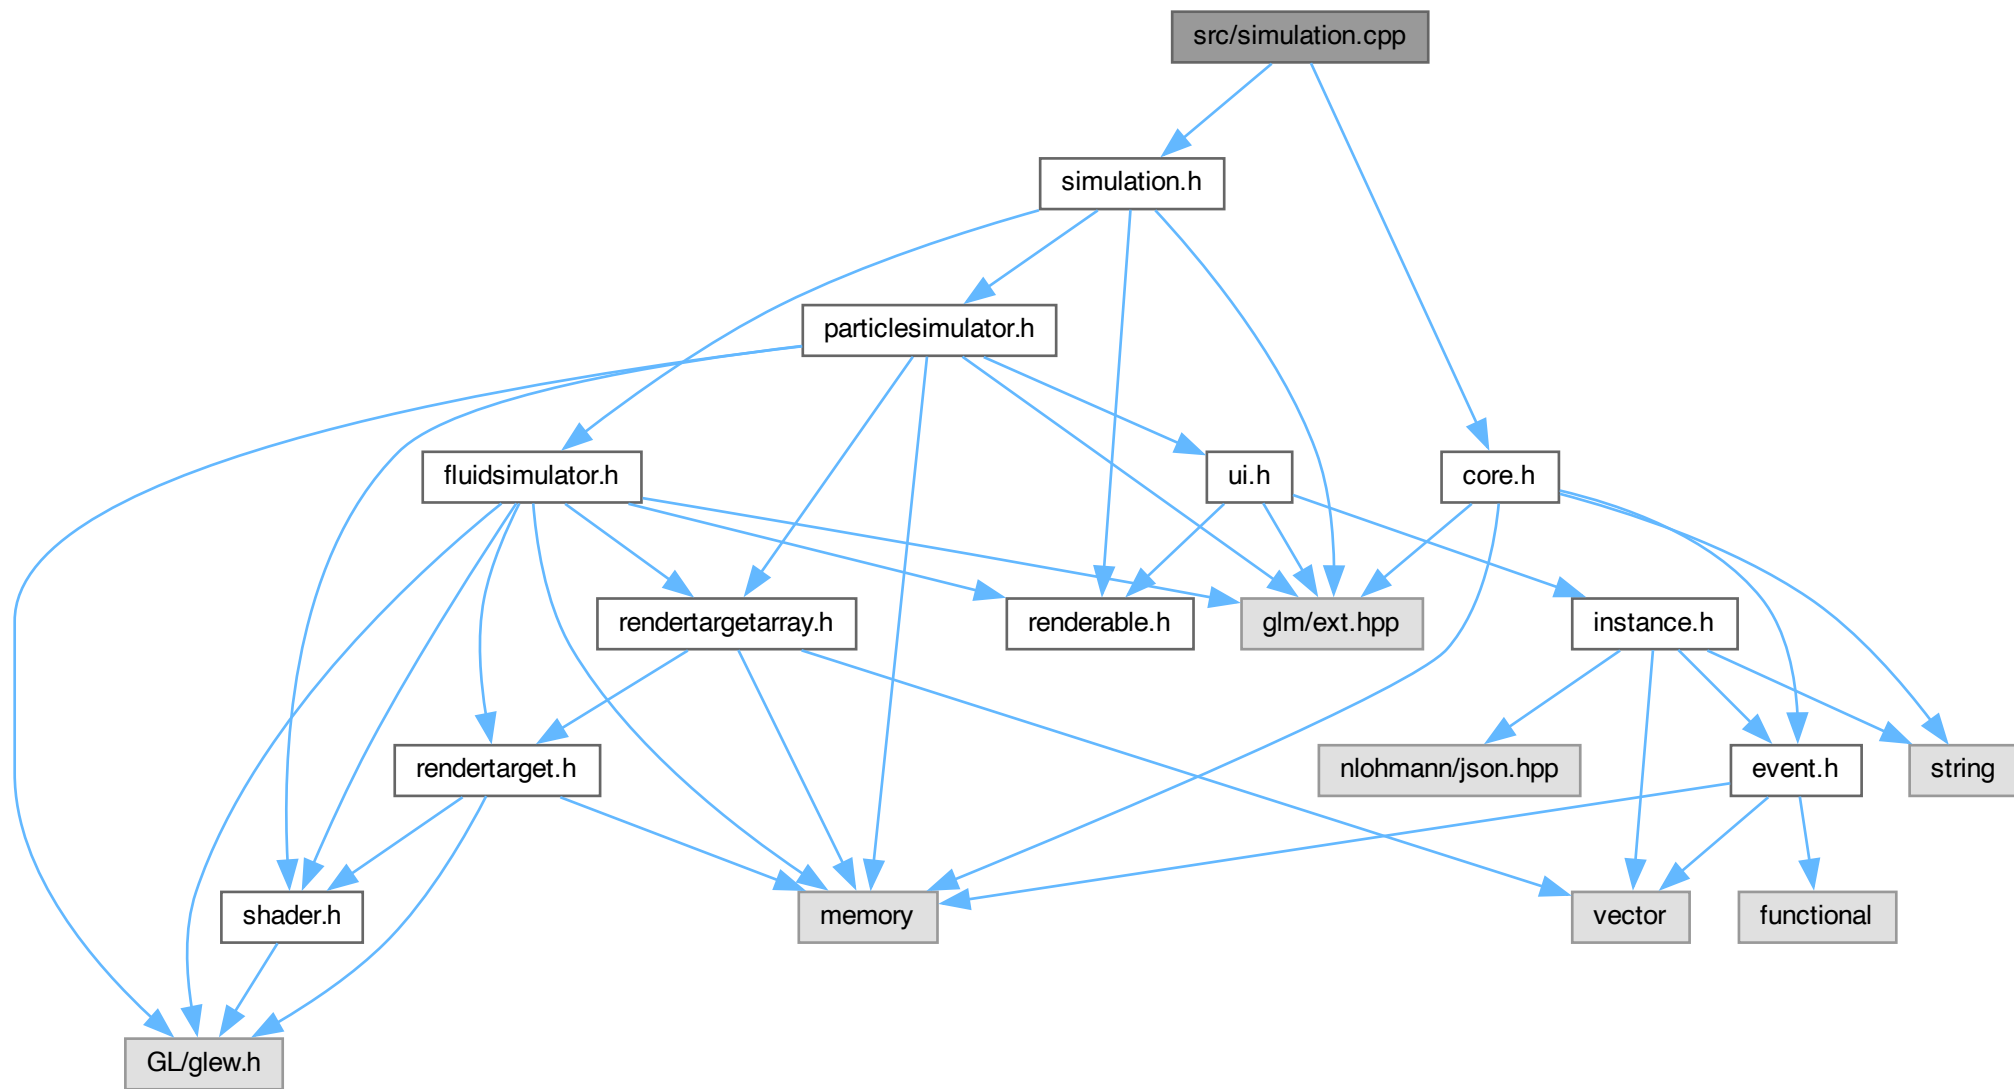 src/simulation.cpp
simulation.h
particlesimulator.h
fluidsimulator.h
ui.h
core.h
rendertargetarray.h
renderable.h
glm/ext.hpp
instance.h
rendertarget.h
nlohmann/json.hpp
event.h
string
shader.h
memory
vector
functional
GL/glew.h